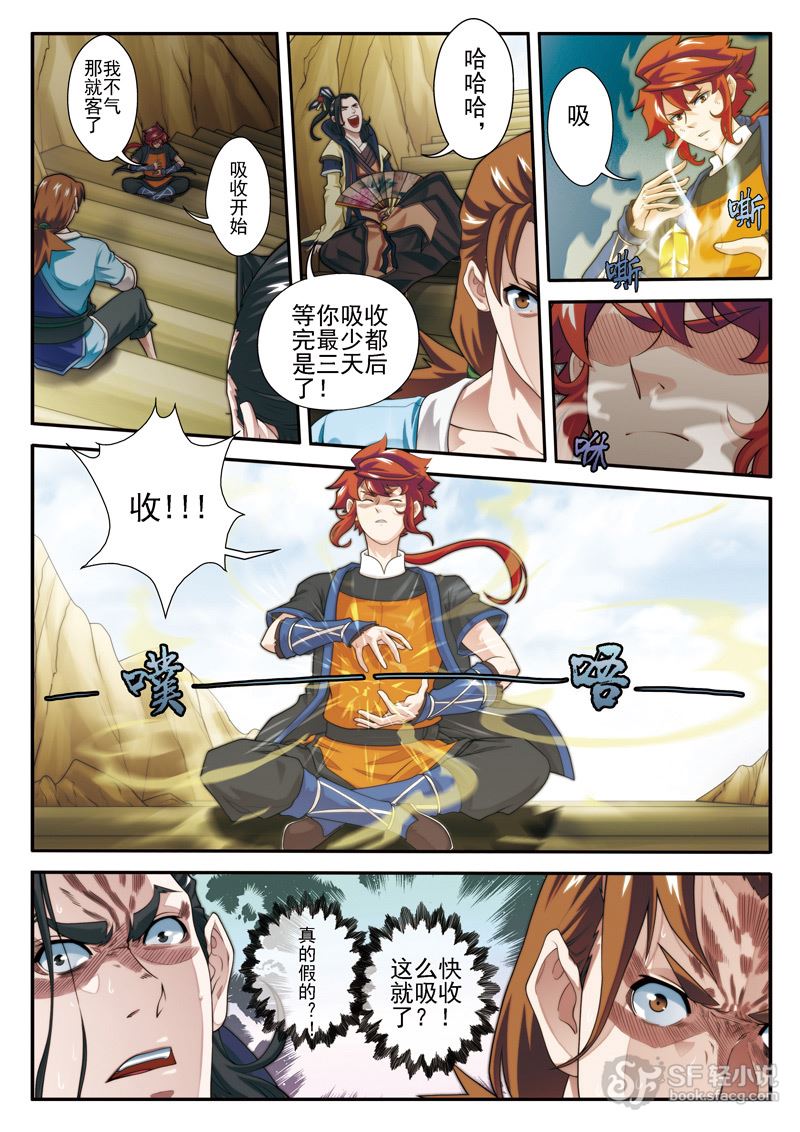 那我
就不
客气
了
吸收开始
哈哈哈，
等你吸收
完最少都
是三天后
了！
吸
嘶
嘶
咻
收!!!
噗
唔
这么快
就吸收
了？！
真的假的？！
SF轻小说
book.sfacg.com